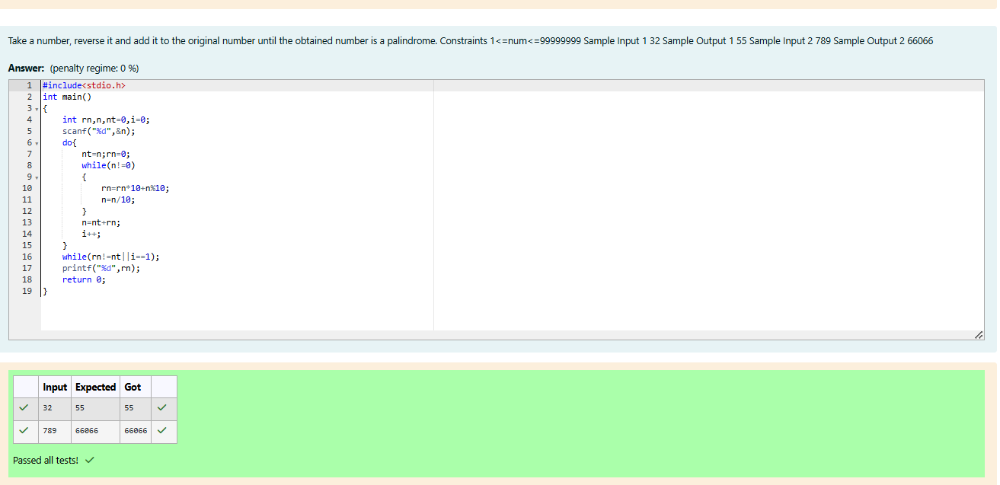 Take a number, reverse it and add it to the original number until the obtained number is a palindrome. Constraints 1<=num<=99999999 Sample Input 1 32 Sample Output 1 55 Sample Input 2 789 Sample Output 2 66066
Answer: (penalty regime: 0 %)
1 #include<stdio.h>
2 int main()
3 {
4 int rn,n,nt=0,i=0;
5 scanf("%d",&n);
6 do{
7 nt=n;rn=0;
8 while(n!=0)
9 {
10 rn=rn*10+n%10;
11 n=n/10;
12 }
13 n=nt+rn;
14 i++;
15 }
16 while(rn!=nt||i==1);
17 printf("%d",rn);
18 return 0;
19 }
Input Expected Got
32 55 55
789 66066 66066
Passed all tests!